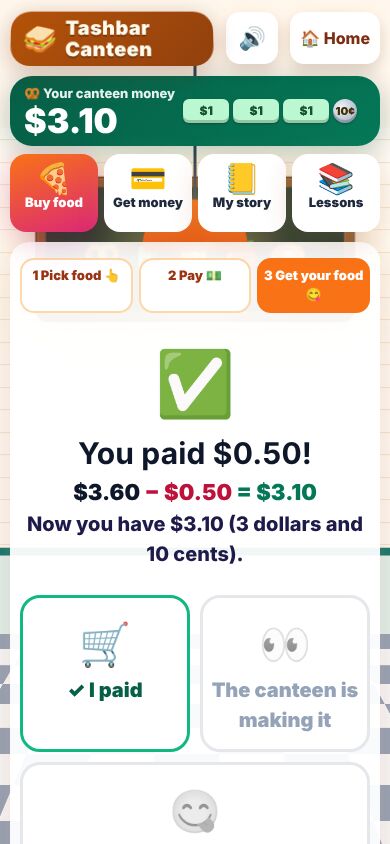 Tashbar
Canteen
Home
Your canteen money
$3.10
$1 $1 $1 10¢
Buy food
Get money
My story
Lessons
1 Pick food
2 Pay
3 Get your food
You paid $0.50!
$3.60 − $0.50 = $3.10
Now you have $3.10 (3 dollars and
10 cents).
✓ I paid
The canteen is
making it